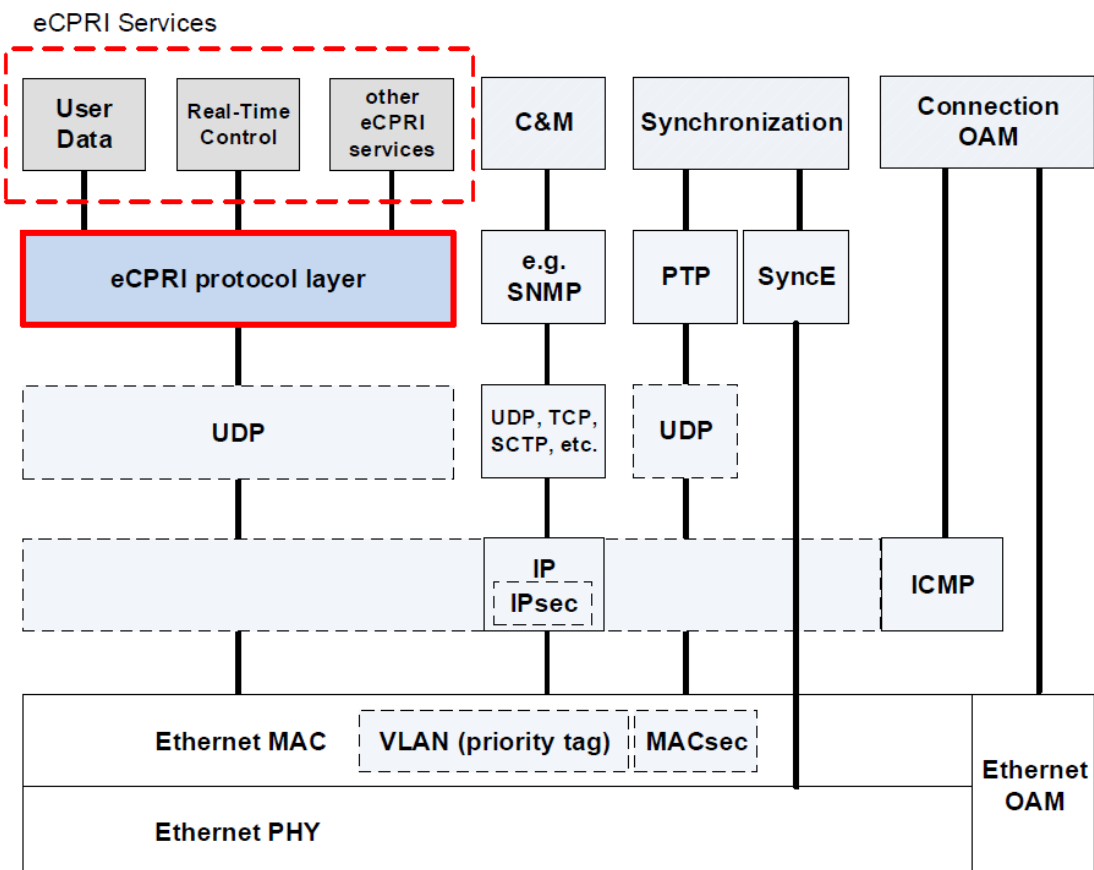 eCPRI Services
User
Data
Real-Time
Control
other
eCPRI
services
C&M
Synchronization
Connection
OAM
eCPRI protocol layer
e.g.
SNMP
PTP
SyncE
UDP
UDP, TCP,
SCTP, etc.
UDP
IP
IPsec
ICMP
Ethernet MAC
VLAN (priority tag)
MACsec
Ethernet
OAM
Ethernet PHY